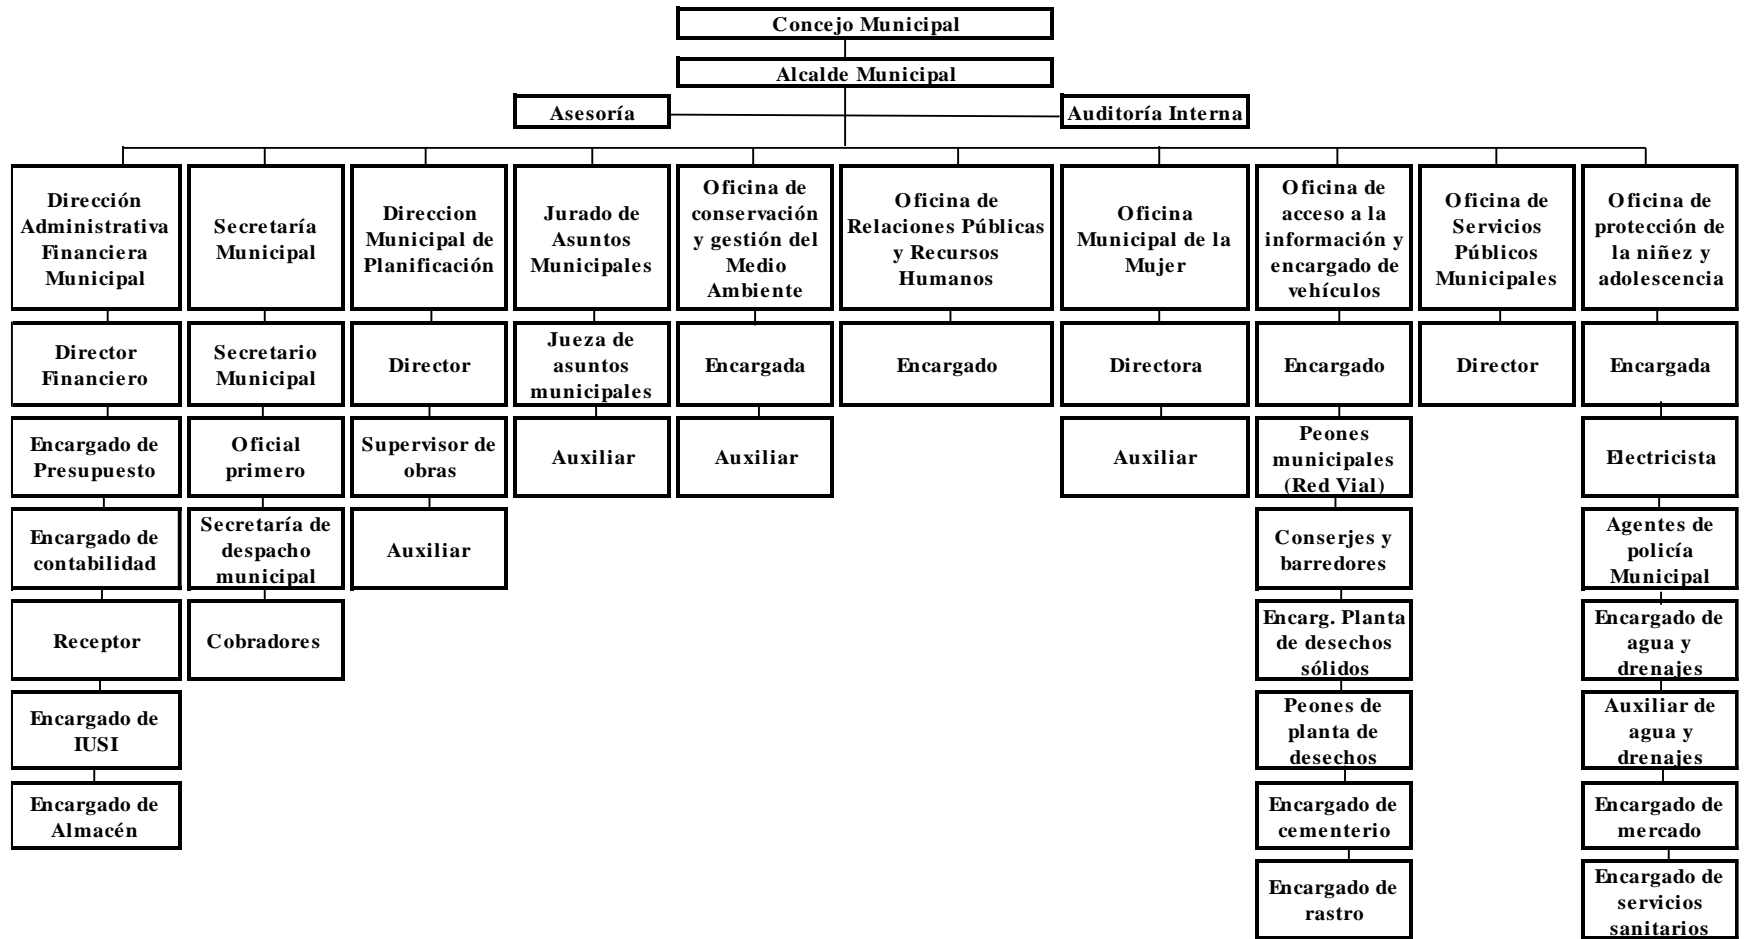 Concejo Municipal
Alcalde Municipal
Asesoría
Auditoría Interna
Dirección
Administrativa
Financiera
Municipal
Secretaría
Municipal
Direccion
Municipal de
Planificación
Jurado de
Asuntos
Municipales
Oficina de
conservación
y gestión del
Medio
Ambiente
Oficina de
Relaciones Públicas
y Recursos
Humanos
Oficina
Municipal de la
Mujer
Oficina de
acceso a la
información y
encargado de
vehículos
Oficina de
Servicios
Públicos
Municipales
Oficina de
protección de
la niñez y
adolescencia
Director
Financiero
Secretario
Municipal
Director
Jueza de
asuntos
municipales
Encargada
Encargado
Directora
Encargado
Director
Encargada
Encargado de
Presupuesto
Oficial
primero
Supervisor de
obras
Auxiliar
Auxiliar
Auxiliar
Peones
municipales
(Red Vial)
Electricista
Encargado de
contabilidad
Secretaría de
despacho
municipal
Auxiliar
Conserjes y
barredores
Agentes de
policía
Municipal
Receptor
Cobradores
Encarg. Planta
de desechos
sólidos
Encargado de
agua y
drenajes
Encargado de
IUSI
Peones de
planta de
desechos
Auxiliar de
agua y
drenajes
Encargado de
Almacén
Encargado de
cementerio
Encargado de
mercado
Encargado de
rastro
Encargado de
servicios
sanitarios